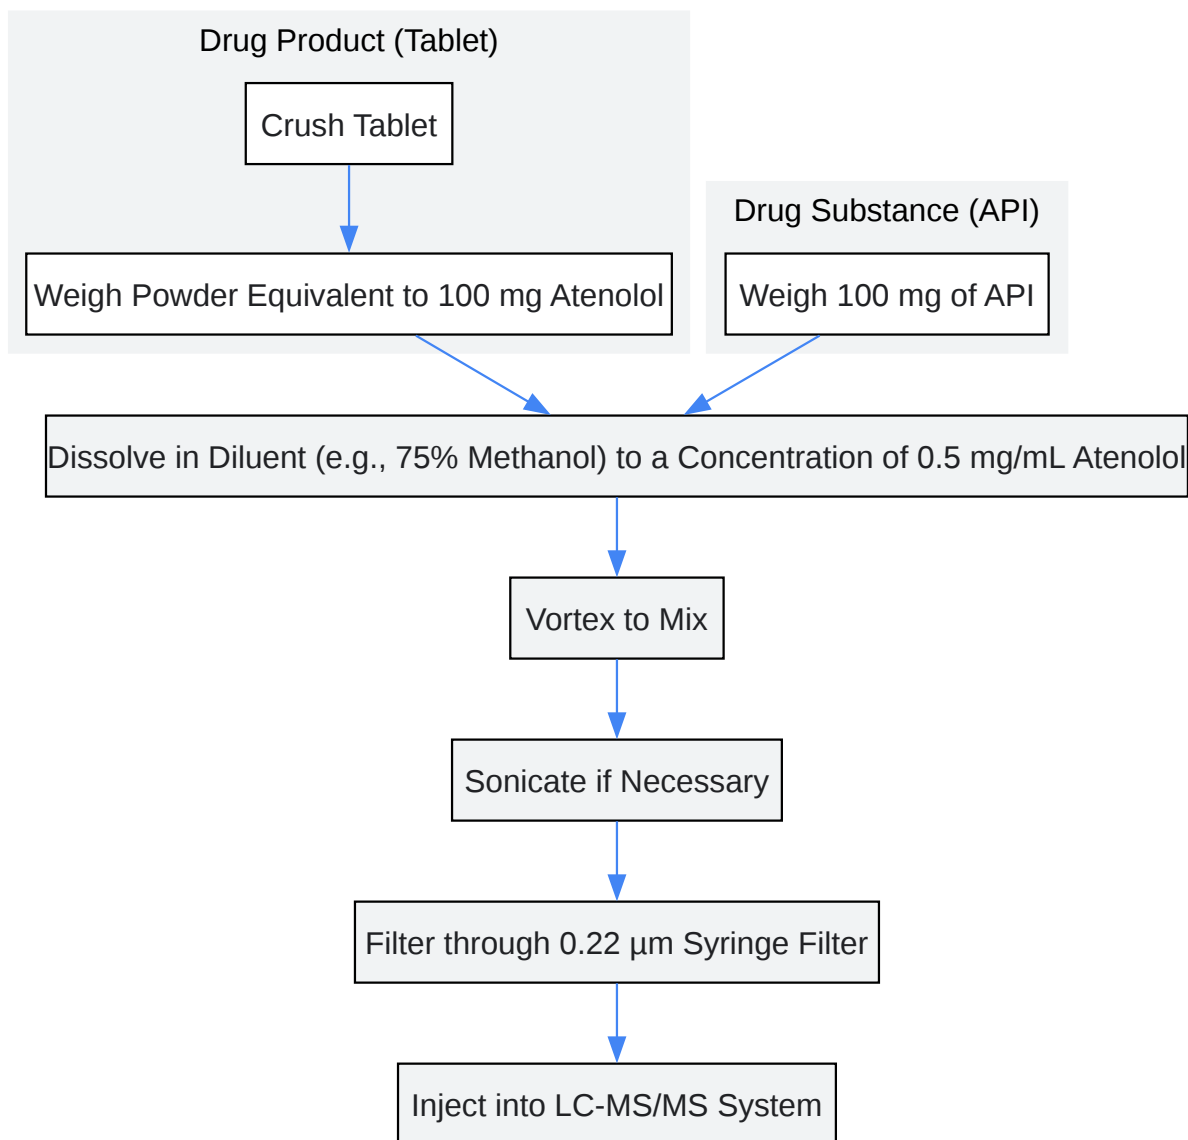 Drug Product (Tablet)
Crush Tablet
Drug Substance (API)
Weigh Powder Equivalent to 100 mg Atenolol
Weigh 100 mg of API
Dissolve in Diluent (e.g., 75% Methanol) to a Concentration of 0.5 mg/mL Atenolol
Vortex to Mix
Sonicate if Necessary
Filter through 0.22 µm Syringe Filter
Inject into LC-MS/MS System